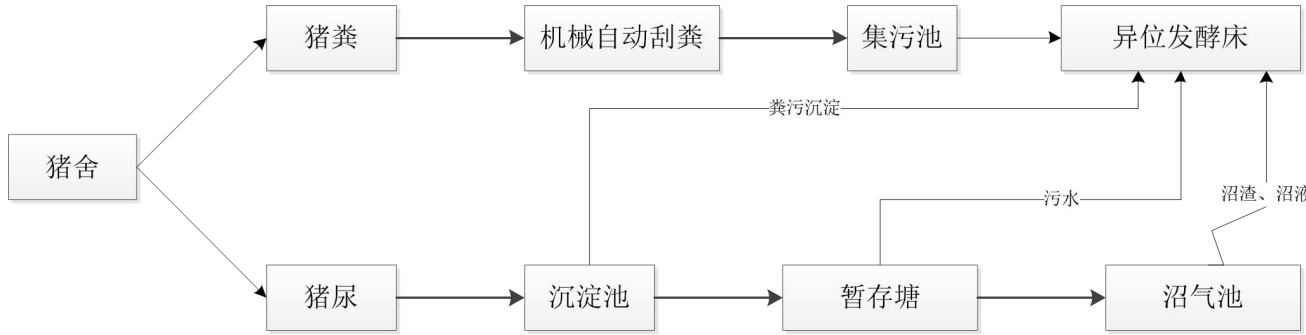 猪粪
机械自动刮粪
集污池
异位发酵床
粪污沉淀
猪舍
污水
沼渣、沼液
猪尿
沉淀池
暂存塘
沼气池